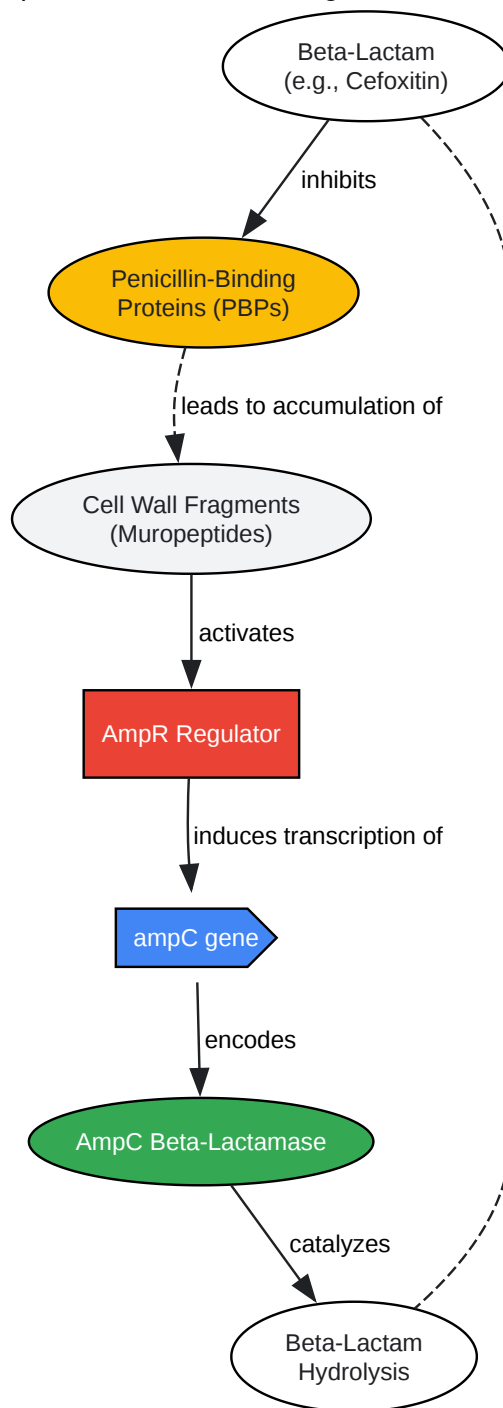 Beta-Lactam
(e.g., Cefoxitin)
inhibits
Penicillin-Binding
Proteins (PBPs)
leads to accumulation of
Cell Wall Fragments
(Muropeptides)
activates
AmpR Regulator
induces transcription of
ampC gene
encodes
AmpC Beta-Lactamase
catalyzes
Beta-Lactam
Hydrolysis